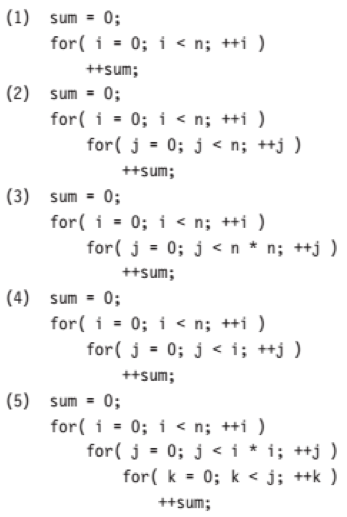 (1) sum = 0;
for( i = 0; i < n; ++i )
++sum;
(2) sum = 0;
for( i = 0; i < n; ++i )
for( j = 0; j < n; ++j )
++sum;
(3) sum = 0;
for( i = 0; i < n; ++i )
for( j = 0; j < n * n; ++j )
++sum;
(4) sum = 0;
for( i = 0; i < n; ++i )
for( j = 0; j < i; ++j )
++sum;
(5) sum = 0;
for( i = 0; i < n; ++i )
for( j = 0; j < i * i; ++j )
for( k = 0; k < j; ++k )
++sum;